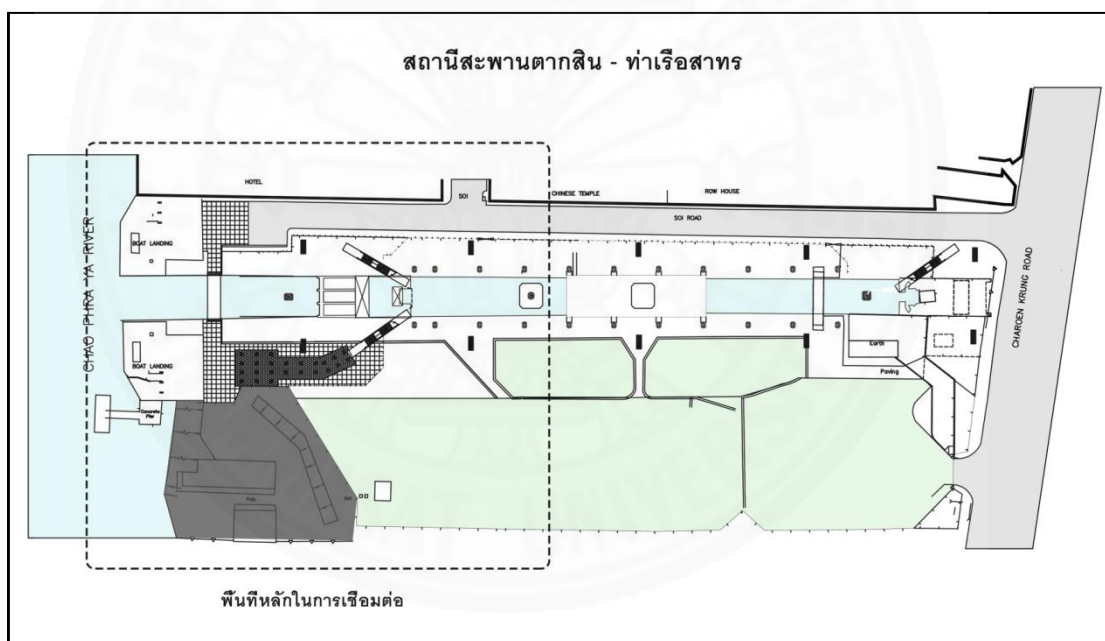 สถานีสะพานตากสิน - ท่าเรือสาทร
HOTEL
SOI
CHINESE TEMPLE
ROW HOUSE
SOI ROAD
CHAO PHRA YA RIVER
BOAT LANDING
CHAROEN KRUNG ROAD
BOAT LANDING
Earth
Paving
Concrete
Pier
พื้นที่หลักในการเชื่อมต่อ